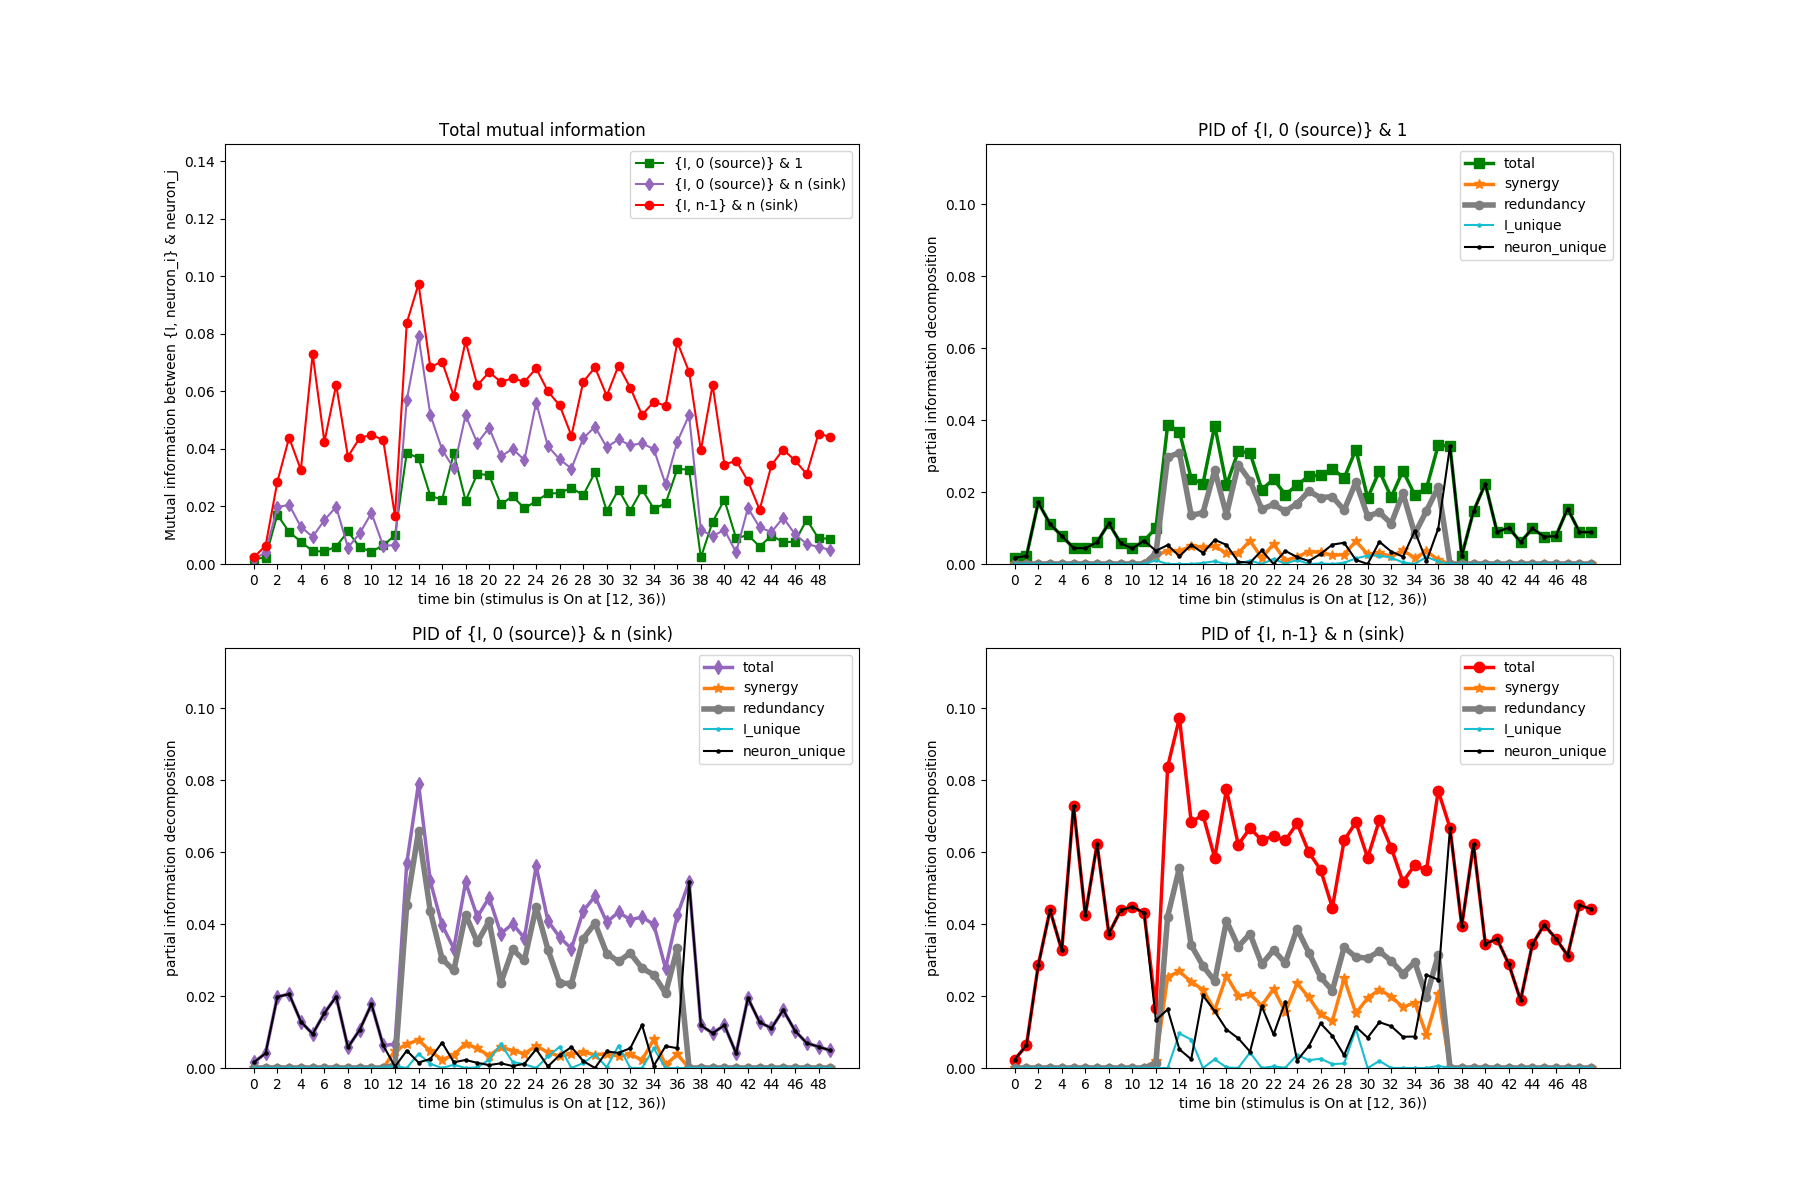 Total mutual information
Mutual information between {I, neuron_i} & neuron_j
0.14
0.12
0.10
0.08
0.06
0.04
0.02
0.00
{I, 0 (source)} & 1
{I, 0 (source)} & n (sink)
{I, n-1} & n (sink)
0 2 4 6 8 10 12 14 16 18 20 22 24 26 28 30 32 34 36 38 40 42 44 46 48
time bin (stimulus is On at [12, 36))
PID of {I, 0 (source)} & 1
partial information decomposition
0.10
0.08
0.06
0.04
0.02
0.00
total
synergy
redundancy
I_unique
neuron_unique
0 2 4 6 8 10 12 14 16 18 20 22 24 26 28 30 32 34 36 38 40 42 44 46 48
time bin (stimulus is On at [12, 36))
PID of {I, 0 (source)} & n (sink)
partial information decomposition
0.10
0.08
0.06
0.04
0.02
0.00
total
synergy
redundancy
I_unique
neuron_unique
0 2 4 6 8 10 12 14 16 18 20 22 24 26 28 30 32 34 36 38 40 42 44 46 48
time bin (stimulus is On at [12, 36))
PID of {I, n-1} & n (sink)
partial information decomposition
0.10
0.08
0.06
0.04
0.02
0.00
total
synergy
redundancy
I_unique
neuron_unique
0 2 4 6 8 10 12 14 16 18 20 22 24 26 28 30 32 34 36 38 40 42 44 46 48
time bin (stimulus is On at [12, 36))